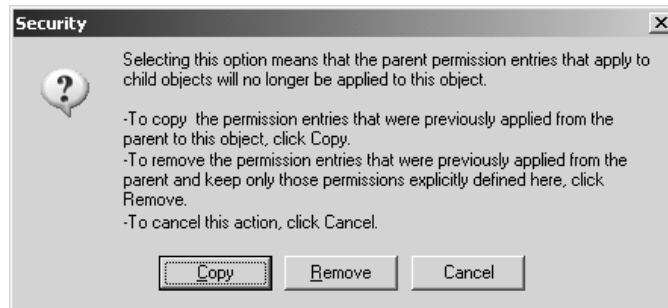 Security
Selecting this option means that the parent permission entries that apply to
child objects will no longer be applied to this object.
-To copy  the permission entries that were previously applied from the
parent to this object, click Copy.
-To remove the permission entries that were previously applied from the
parent and keep only those permissions explicitly defined here, click
Remove.
-To cancel this action, click Cancel.
Copy Remove Cancel